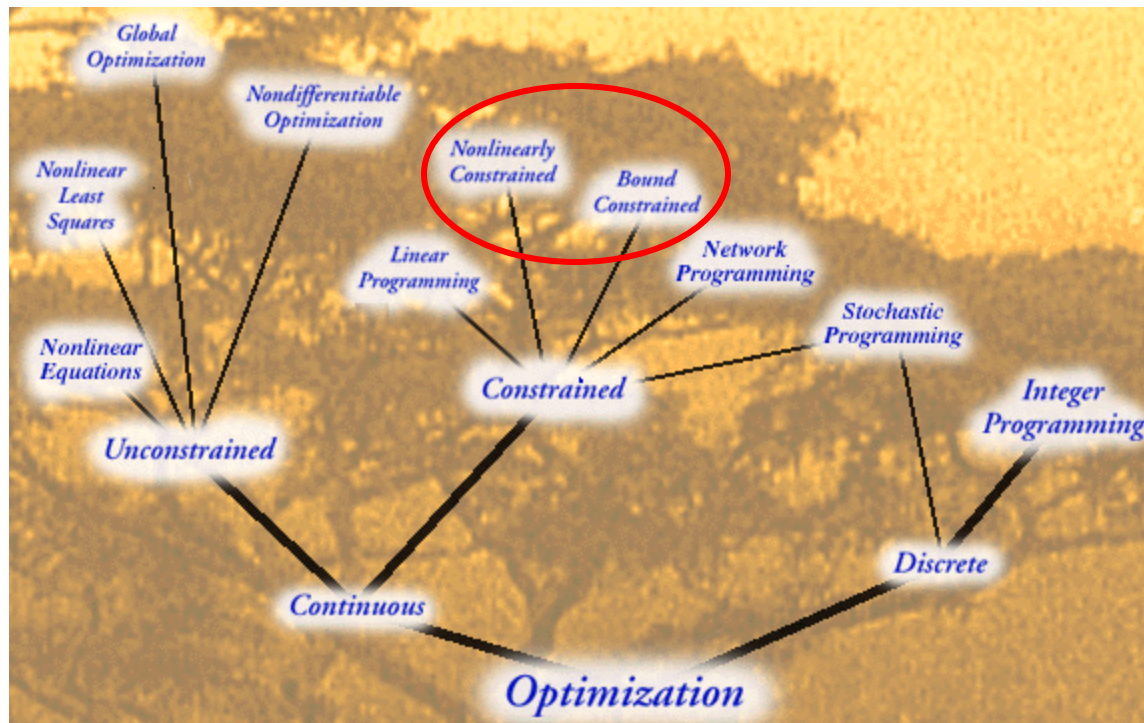 Global
Optimization
Nondifferentiable
Optimization
Nonlinearly
Constrained
Nonlinear
Least
Squares
Bound
Constrained
Linear
Programming
Network
Programming
Stochastic
Programming
Nonlinear
Equations
Constrained
Integer
Programming
Unconstrained
Discrete
Continuous
Optimization